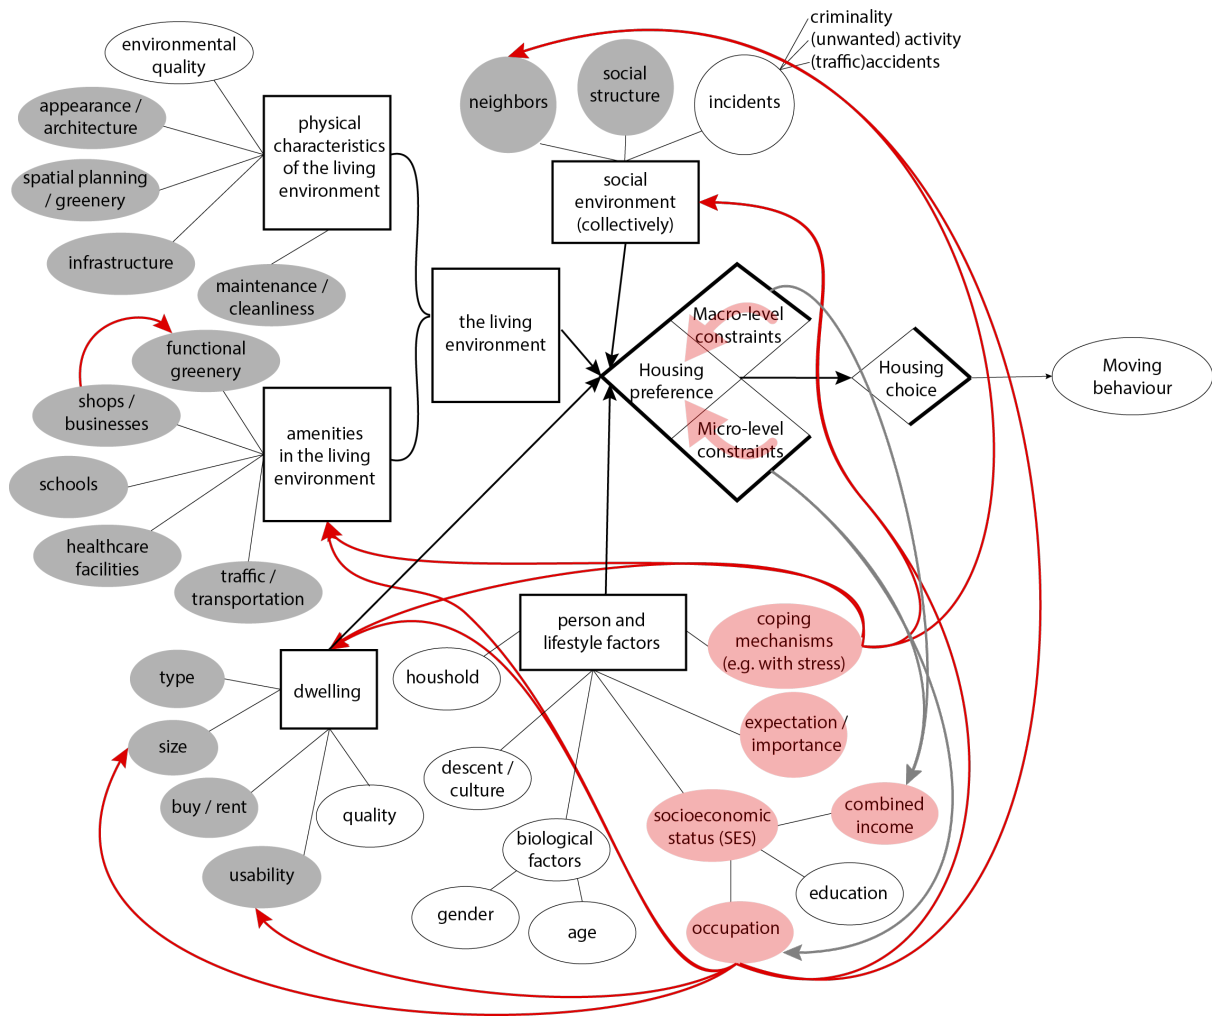 criminality
(unwanted) activity
(traffic)accidents
environmental
quality
appearance /
architecture
spatial planning
/ greenery
infrastructure
maintenance /
cleanliness
physical
characteristics
of the living
environment
neighbors
social
structure
incidents
social
environment
(collectively)
the living
environment
functional
greenery
shops /
businesses
schools
healthcare
facilities
traffic /
transportation
amenities
in the living
environment
Macro-level
constraints
Housing
preference
Micro-level
constraints
Housing
choice
Moving
behaviour
person and
lifestyle factors
coping
mechanisms
(e.g. with stress)
houshold
expectation /
importance
descent /
culture
socioeconomic
status (SES)
combined
income
biological
factors
education
gender
age
occupation
type
size
buy / rent
usability
quality
dwelling